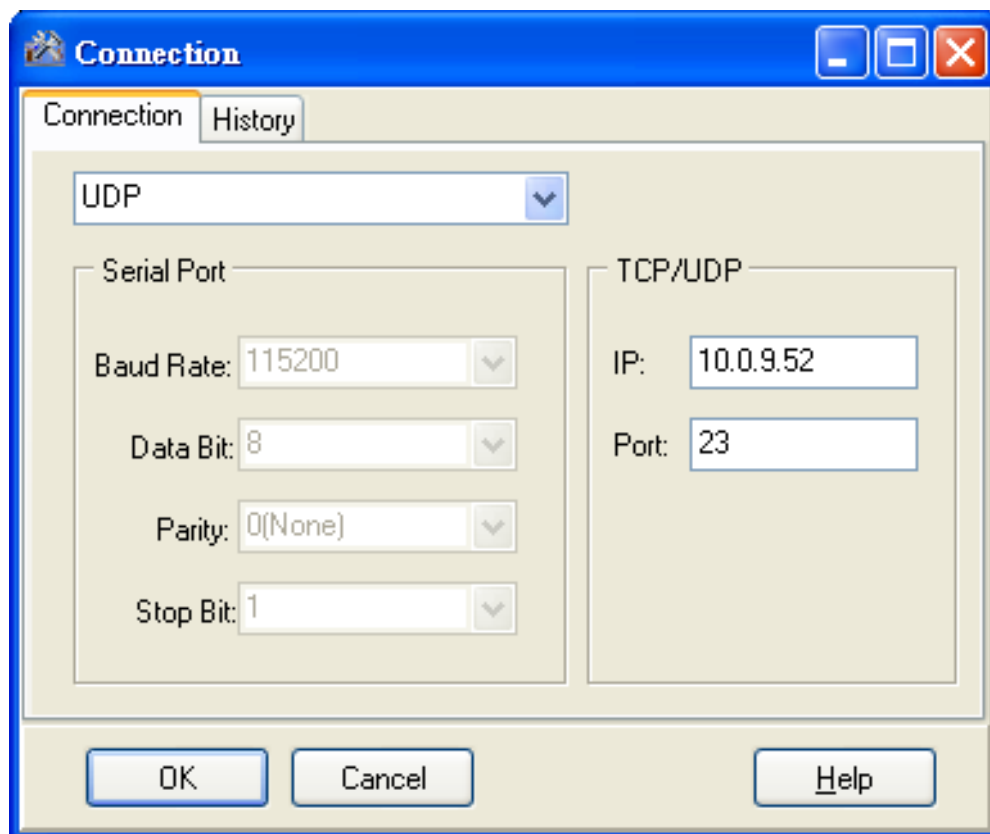 Connection
Connection History
UDP
Serial Port
Baud Rate: 115200
Data Bit: 8
Parity: 0(None)
Stop Bit: 1
TCP/UDP
IP: 10.0.9.52
Port: 23
OK Cancel Help